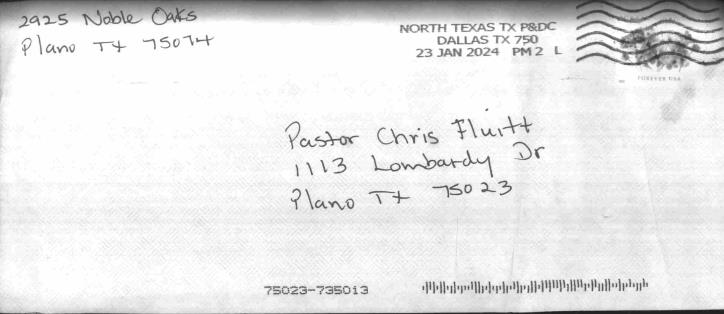 2925 Noble Oaks
Plano TX 75074
NORTH TEXAS TX P&DC
DALLAS TX 750
23 JAN 2024 PM 2 L
FOREVER USA
Pastor Chris Fluitt
1113 Lombardy Dr
Plano TX 75023
75023-735013